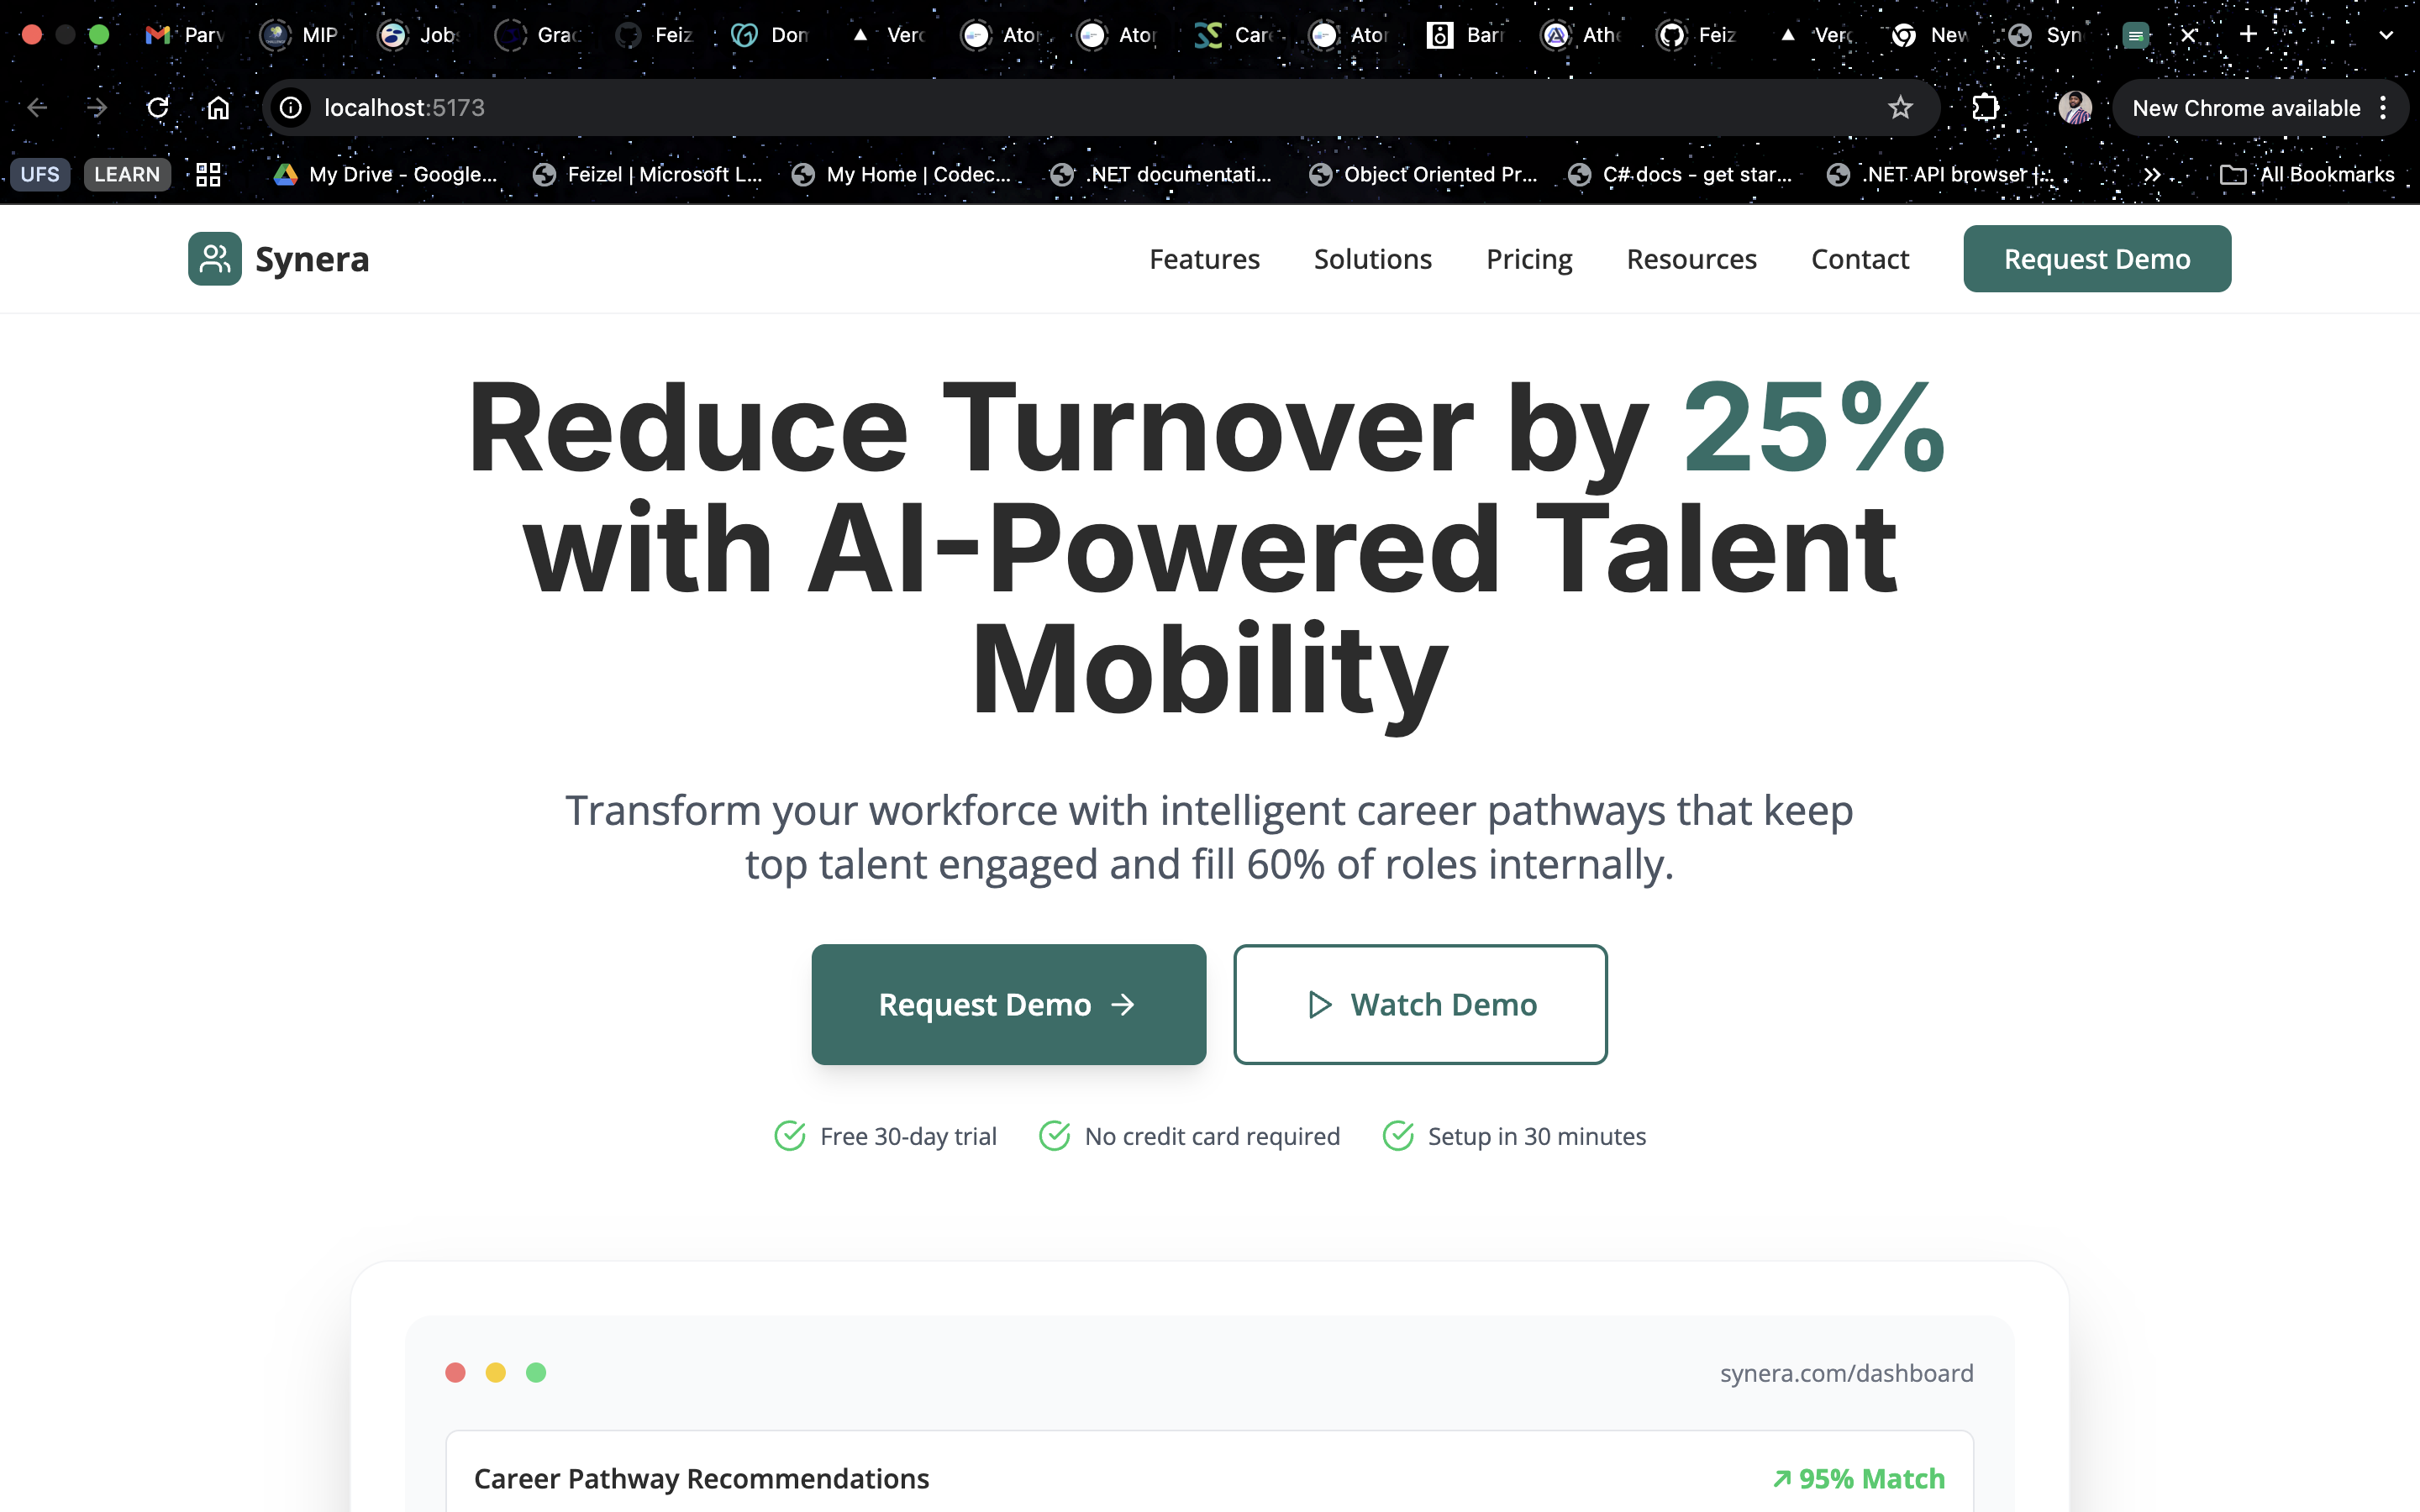 Parv MIP Job Grac Feiz Don Verc Ator Ator Care Ator Barr Athe Feiz Verc New Syn
localhost:5173
New Chrome available
UFS LEARN My Drive - Google... Feizel | Microsoft L... My Home | Codec... .NET documentati... Object Oriented Pr... C# docs - get star... .NET API browser |... All Bookmarks
Synera
Features Solutions Pricing Resources Contact Request Demo
Reduce Turnover by 25%
with AI-Powered Talent
Mobility
Transform your workforce with intelligent career pathways that keep
top talent engaged and fill 60% of roles internally.
Request Demo → Watch Demo
Free 30-day trial No credit card required Setup in 30 minutes
synera.com/dashboard
Career Pathway Recommendations 95% Match